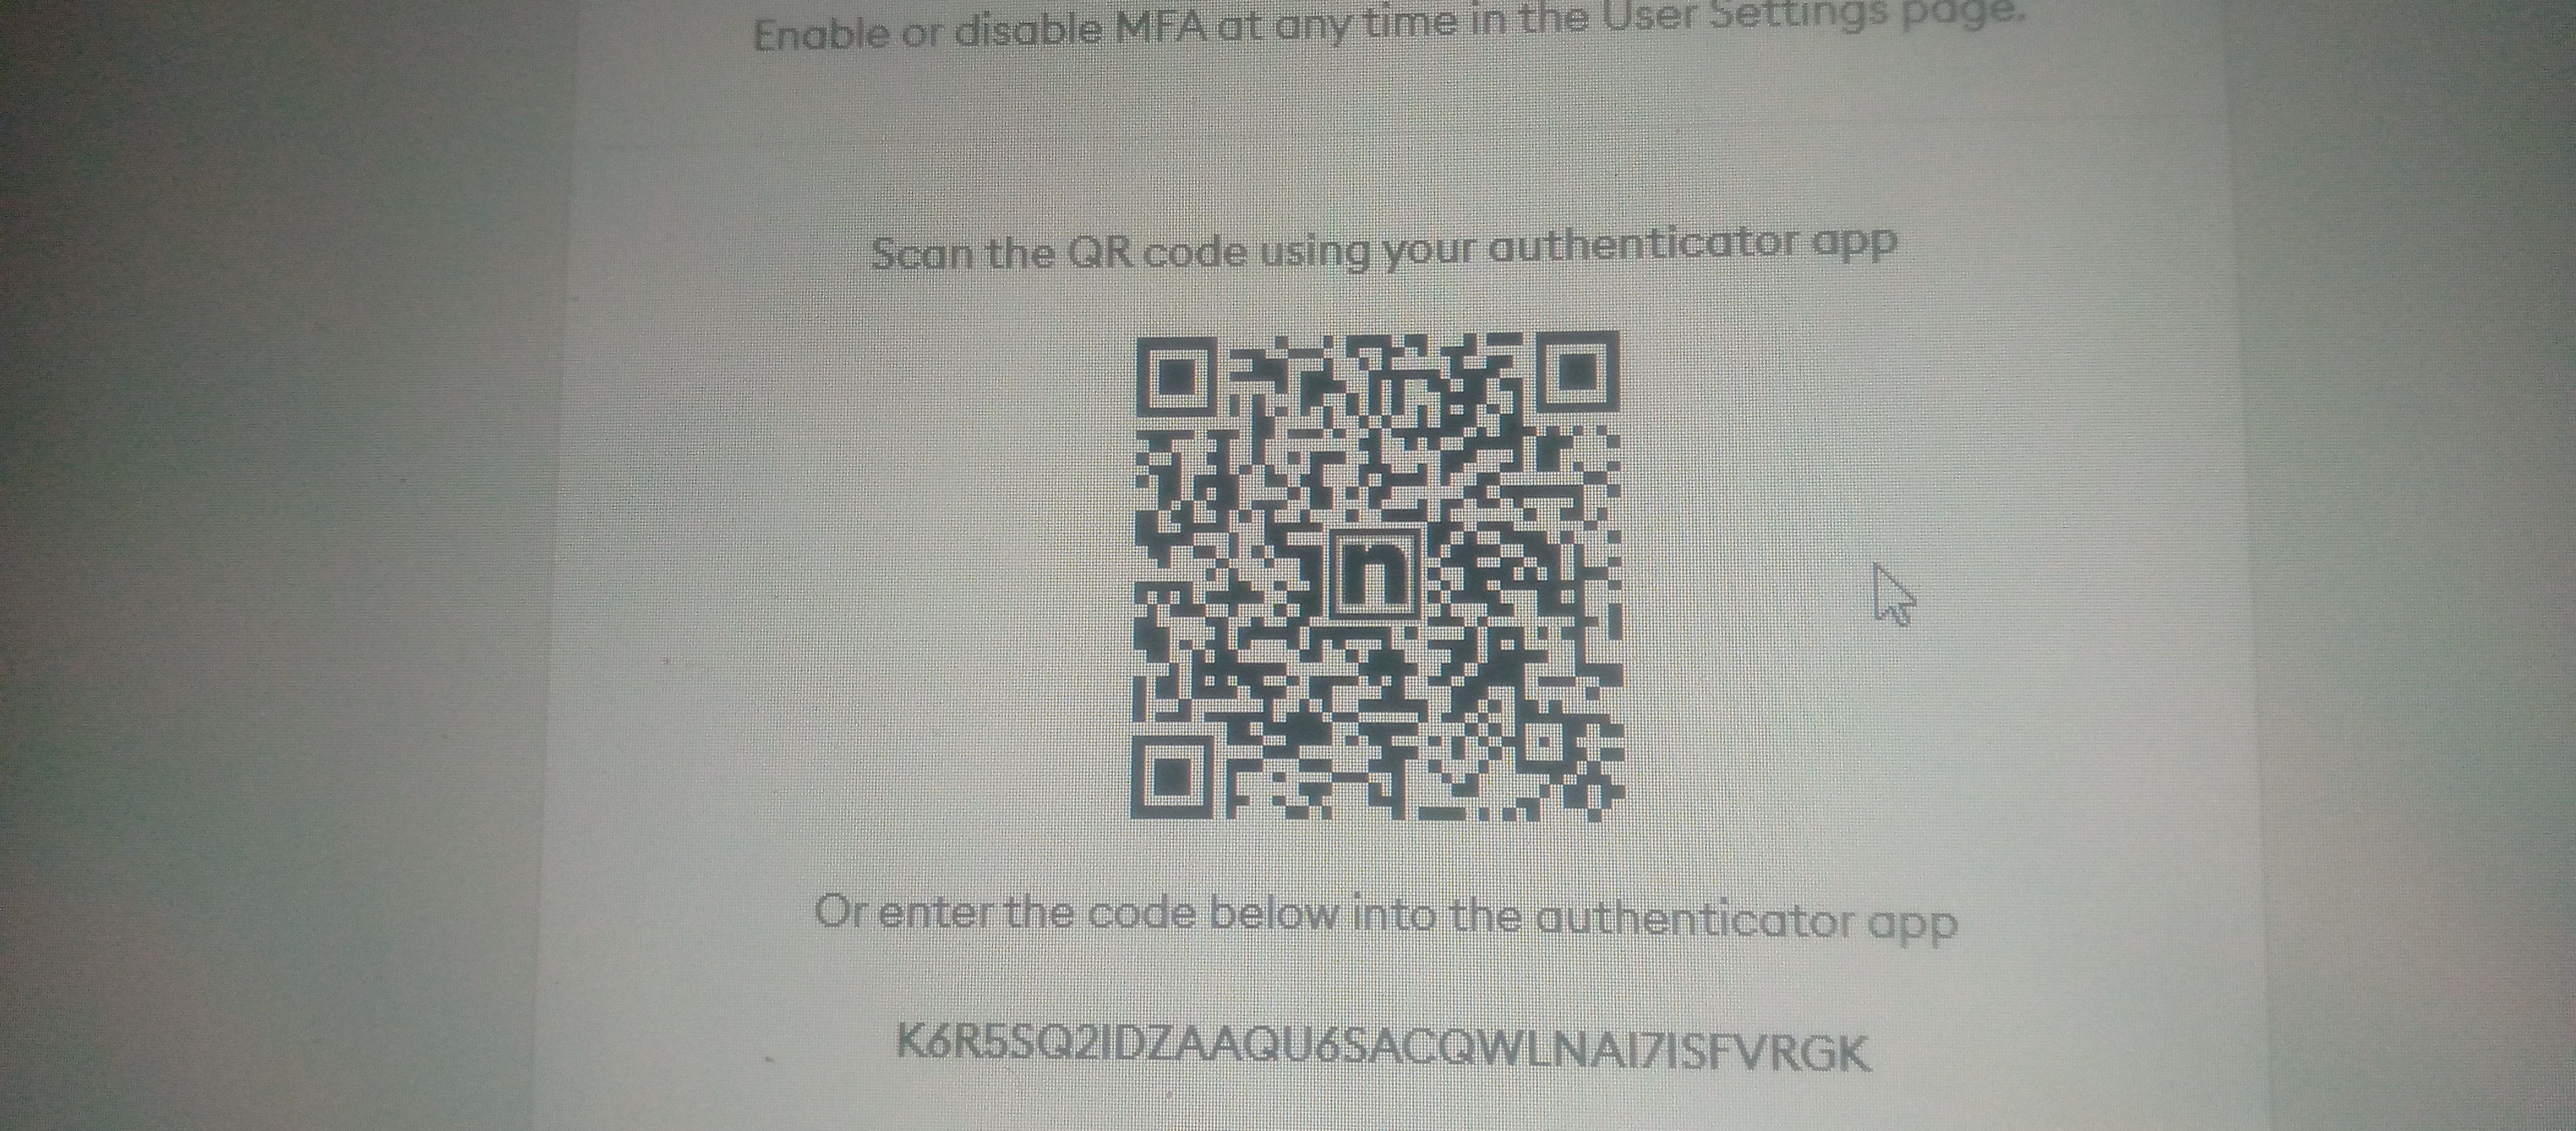 Enable or disable MFA at any time in the User Settings page.
Scan the QR code using your authenticator app
n
Or enter the code below into the authenticator app
K6R5SQ2IDZAAQU6SACQWLNAI7ISFVRGK